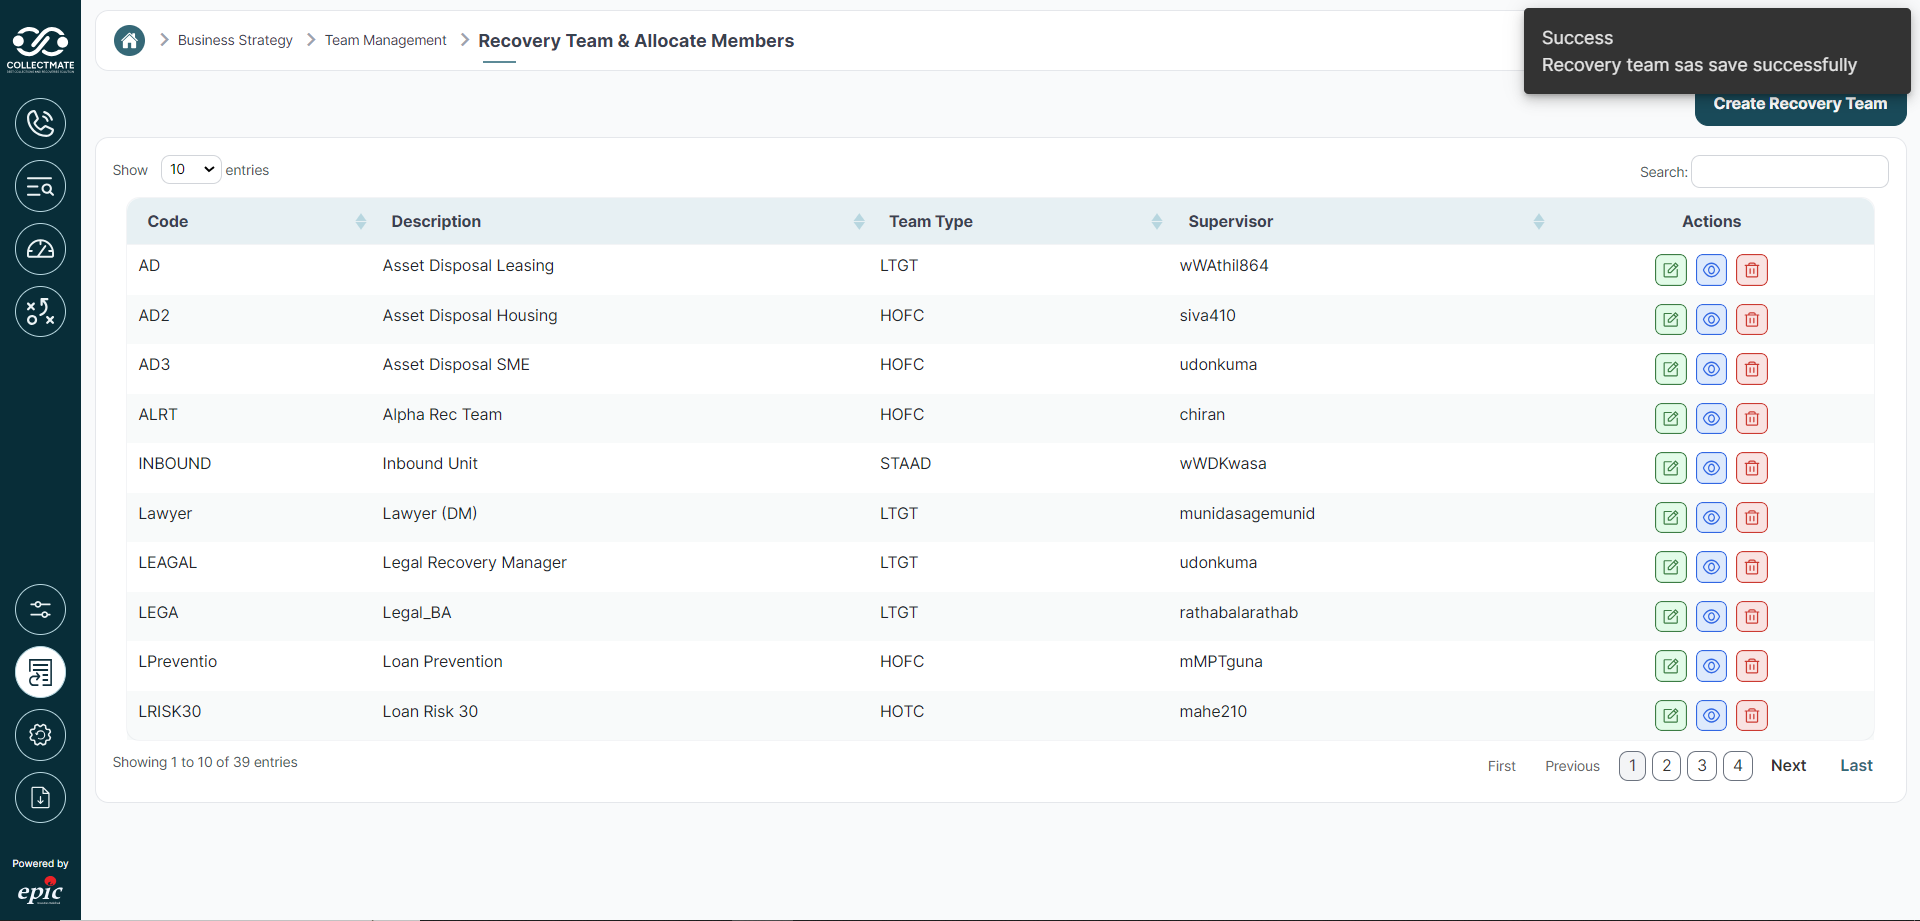 COLLECTMATE
Business Strategy
Team Management
Recovery Team & Allocate Members
Success
Recovery team sas save successfully
Create Recovery Team
Show 10 entries
Search:
Code Description Team Type Supervisor Actions
AD Asset Disposal Leasing LTGT wWAthil864
AD2 Asset Disposal Housing HOFC siva410
AD3 Asset Disposal SME HOFC udonkuma
ALRT Alpha Rec Team HOFC chiran
INBOUND Inbound Unit STAAD wWDKwasa
Lawyer Lawyer (DM) LTGT munidasagemunid
LEAGAL Legal Recovery Manager LTGT udonkuma
LEGA Legal_BA LTGT rathabalarathab
LPreventio Loan Prevention HOFC mMPTguna
LRISK30 Loan Risk 30 HOTC mahe210
Showing 1 to 10 of 39 entries
First Previous 1 2 3 4 Next Last
Powered by
epic